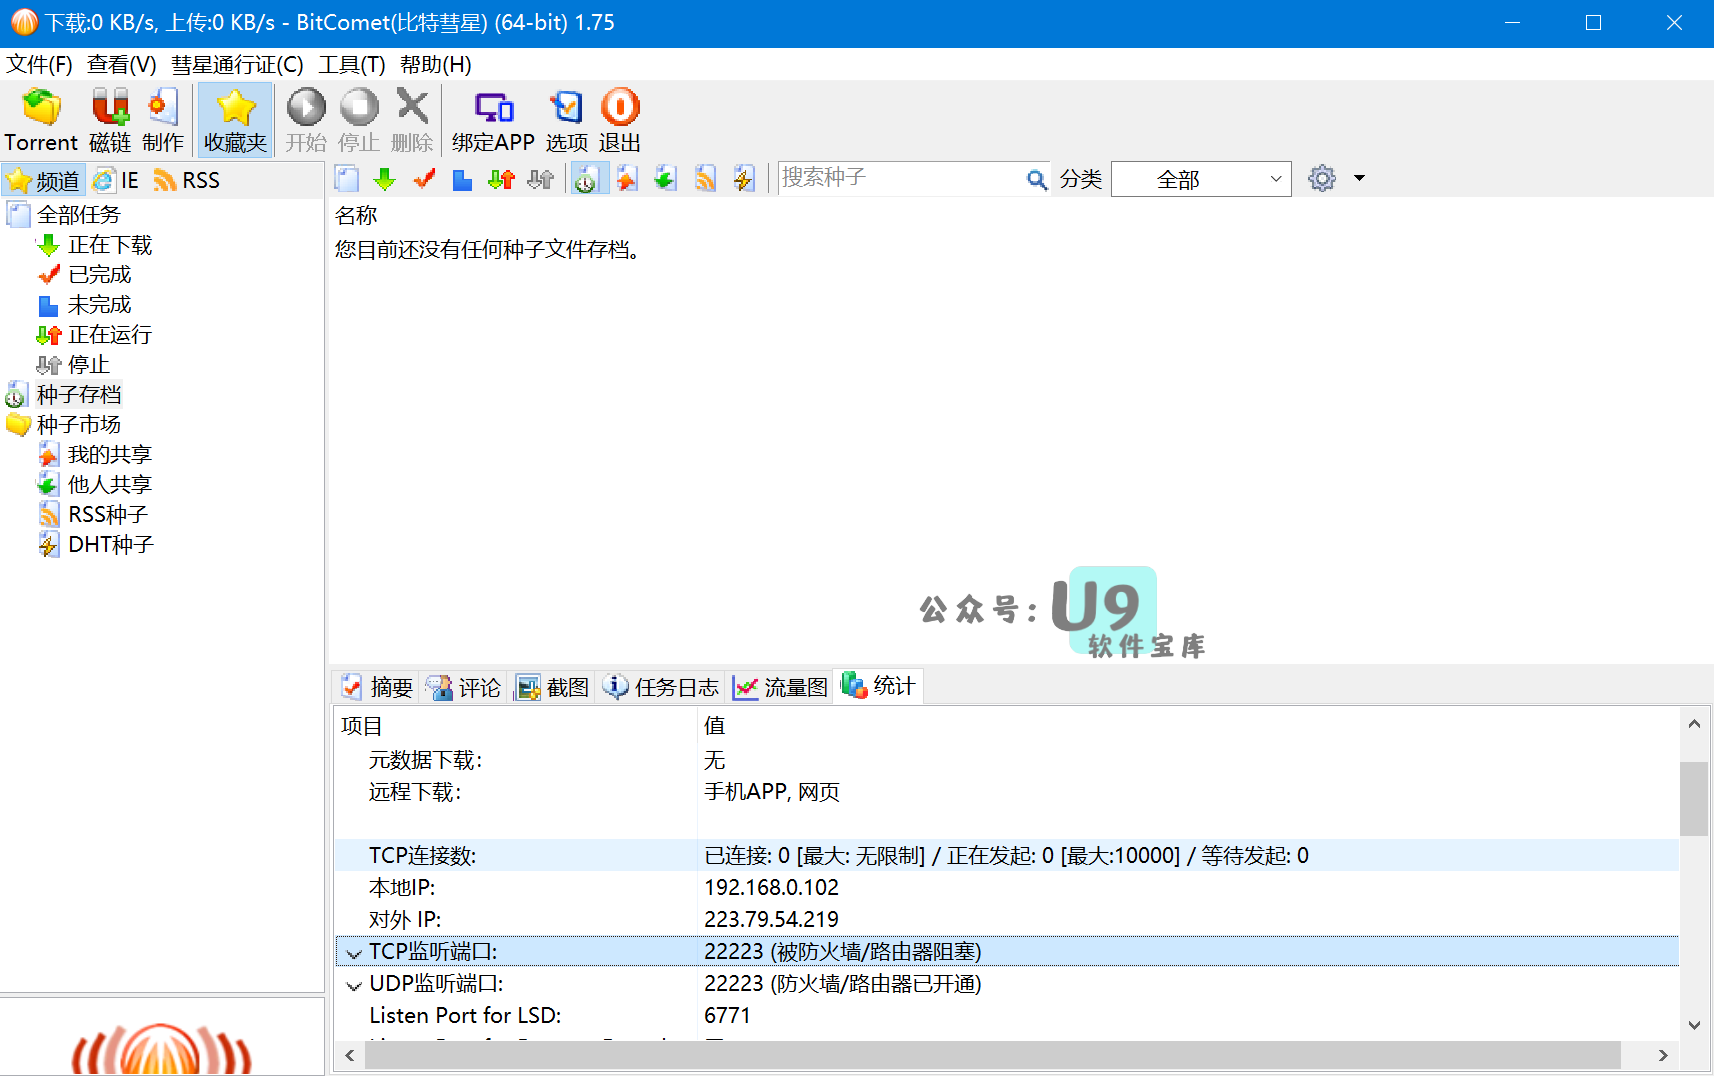 下载:0 KB/s, 上传:0 KB/s - BitComet(比特彗星) (64-bit) 1.75
文件(F) 查看(V) 彗星通行证(C) 工具(T) 帮助(H)
Torrent 磁链 制作 收藏夹 开始 停止 删除 绑定APP 选项 退出
频道 IE RSS
搜索种子 分类 全部
全部任务
正在下载
已完成
未完成
正在运行
停止
种子存档
种子市场
我的共享
他人共享
RSS种子
DHT种子
名称
您目前还没有任何种子文件存档。
公众号: U9
软件宝库
摘要 评论 截图 任务日志 流量图 统计
项目 值
元数据下载: 无
远程下载: 手机APP, 网页
TCP连接数: 已连接: 0 [最大: 无限制] / 正在发起: 0 [最大:10000] / 等待发起: 0
本地IP: 192.168.0.102
对外 IP: 223.79.54.219
TCP监听端口: 22223 (被防火墙/路由器阻塞)
UDP监听端口: 22223 (防火墙/路由器已开通)
Listen Port for LSD: 6771